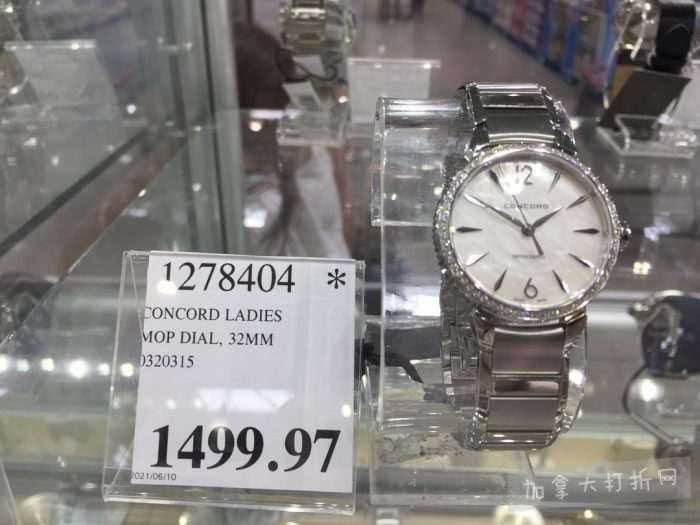 1278404 *
CONCORD LADIES
MOP DIAL, 32MM
0320315
1499.97
2021/06/10
12
CONCORD
6
加拿大打折网